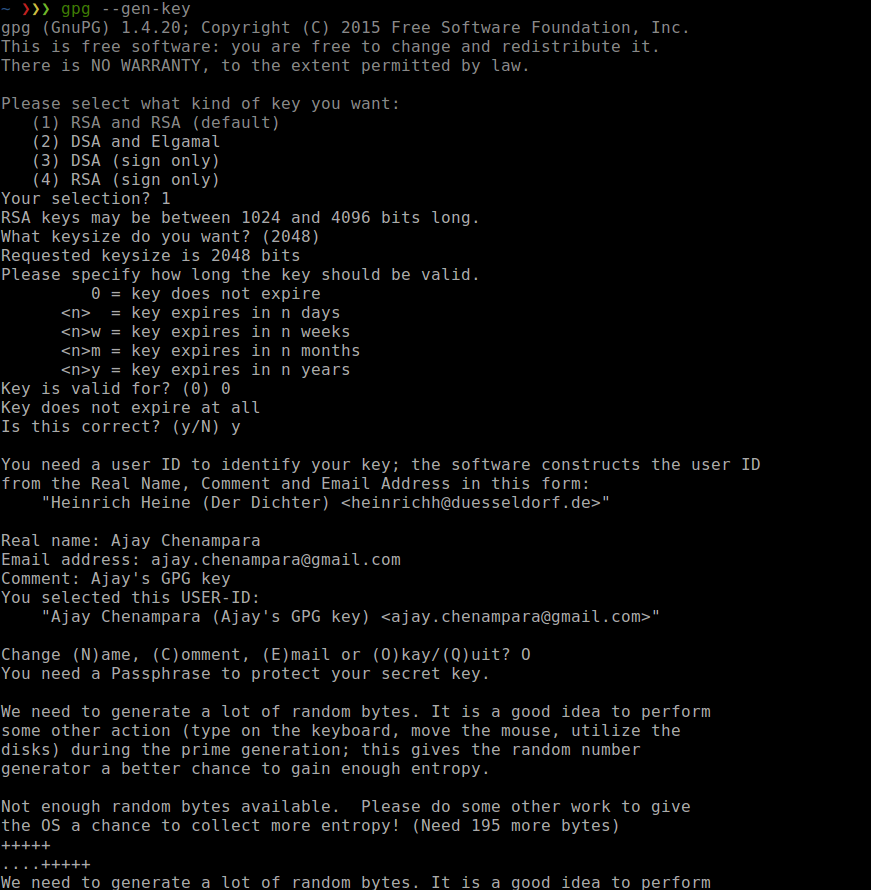 ~ ❯❯❯ gpg --gen-key
gpg (GnuPG) 1.4.20; Copyright (C) 2015 Free Software Foundation, Inc.
This is free software: you are free to change and redistribute it.
There is NO WARRANTY, to the extent permitted by law.

Please select what kind of key you want:
   (1) RSA and RSA (default)
   (2) DSA and Elgamal
   (3) DSA (sign only)
   (4) RSA (sign only)
Your selection? 1
RSA keys may be between 1024 and 4096 bits long.
What keysize do you want? (2048)
Requested keysize is 2048 bits
Please specify how long the key should be valid.
         0 = key does not expire
      <n>  = key expires in n days
      <n>w = key expires in n weeks
      <n>m = key expires in n months
      <n>y = key expires in n years
Key is valid for? (0) 0
Key does not expire at all
Is this correct? (y/N) y

You need a user ID to identify your key; the software constructs the user ID
from the Real Name, Comment and Email Address in this form:
    "Heinrich Heine (Der Dichter) <heinrichh@duesseldorf.de>"

Real name: Ajay Chenampara
Email address: ajay.chenampara@gmail.com
Comment: Ajay's GPG key
You selected this USER-ID:
    "Ajay Chenampara (Ajay's GPG key) <ajay.chenampara@gmail.com>"

Change (N)ame, (C)omment, (E)mail or (O)kay/(Q)uit? O
You need a Passphrase to protect your secret key.

We need to generate a lot of random bytes. It is a good idea to perform
some other action (type on the keyboard, move the mouse, utilize the
disks) during the prime generation; this gives the random number
generator a better chance to gain enough entropy.

Not enough random bytes available.  Please do some other work to give
the OS a chance to collect more entropy! (Need 195 more bytes)
+++++
....+++++
We need to generate a lot of random bytes. It is a good idea to perform